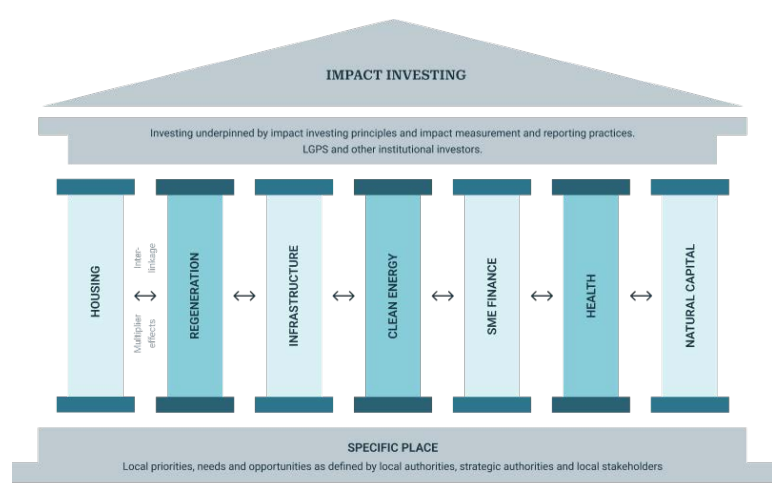 IMPACT INVESTING
Investing underpinned by impact investing principles and impact measurement and reporting practices.
LGPS and other institutional investors.
HOUSING
Inter-
linkage
Multiplier
effects
REGENERATION
INFRASTRUCTURE
CLEAN ENERGY
SME FINANCE
HEALTH
NATURAL CAPITAL
SPECIFIC PLACE
Local priorities, needs and opportunities as defined by local authorities, strategic authorities and local stakeholders